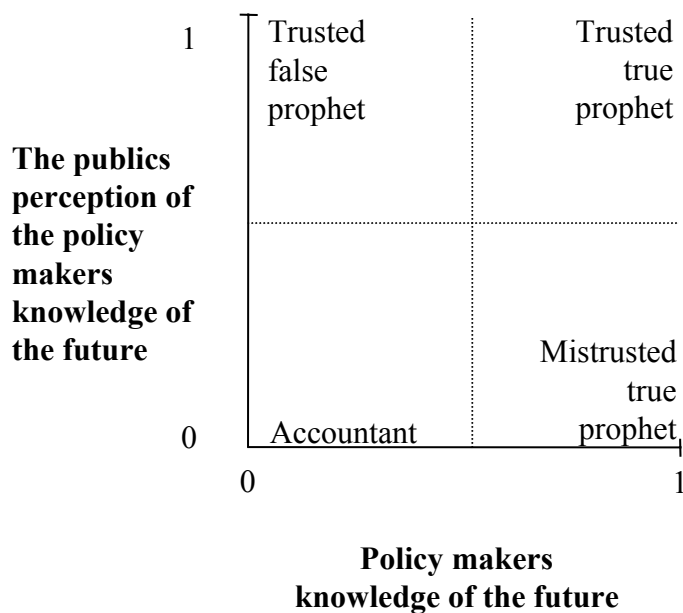 1
Trusted
false
prophet
Trusted
true
prophet
The publics
perception of
the policy
makers
knowledge of
the future
Mistrusted
true
prophet
0
Accountant
0
1
Policy makers
knowledge of the future